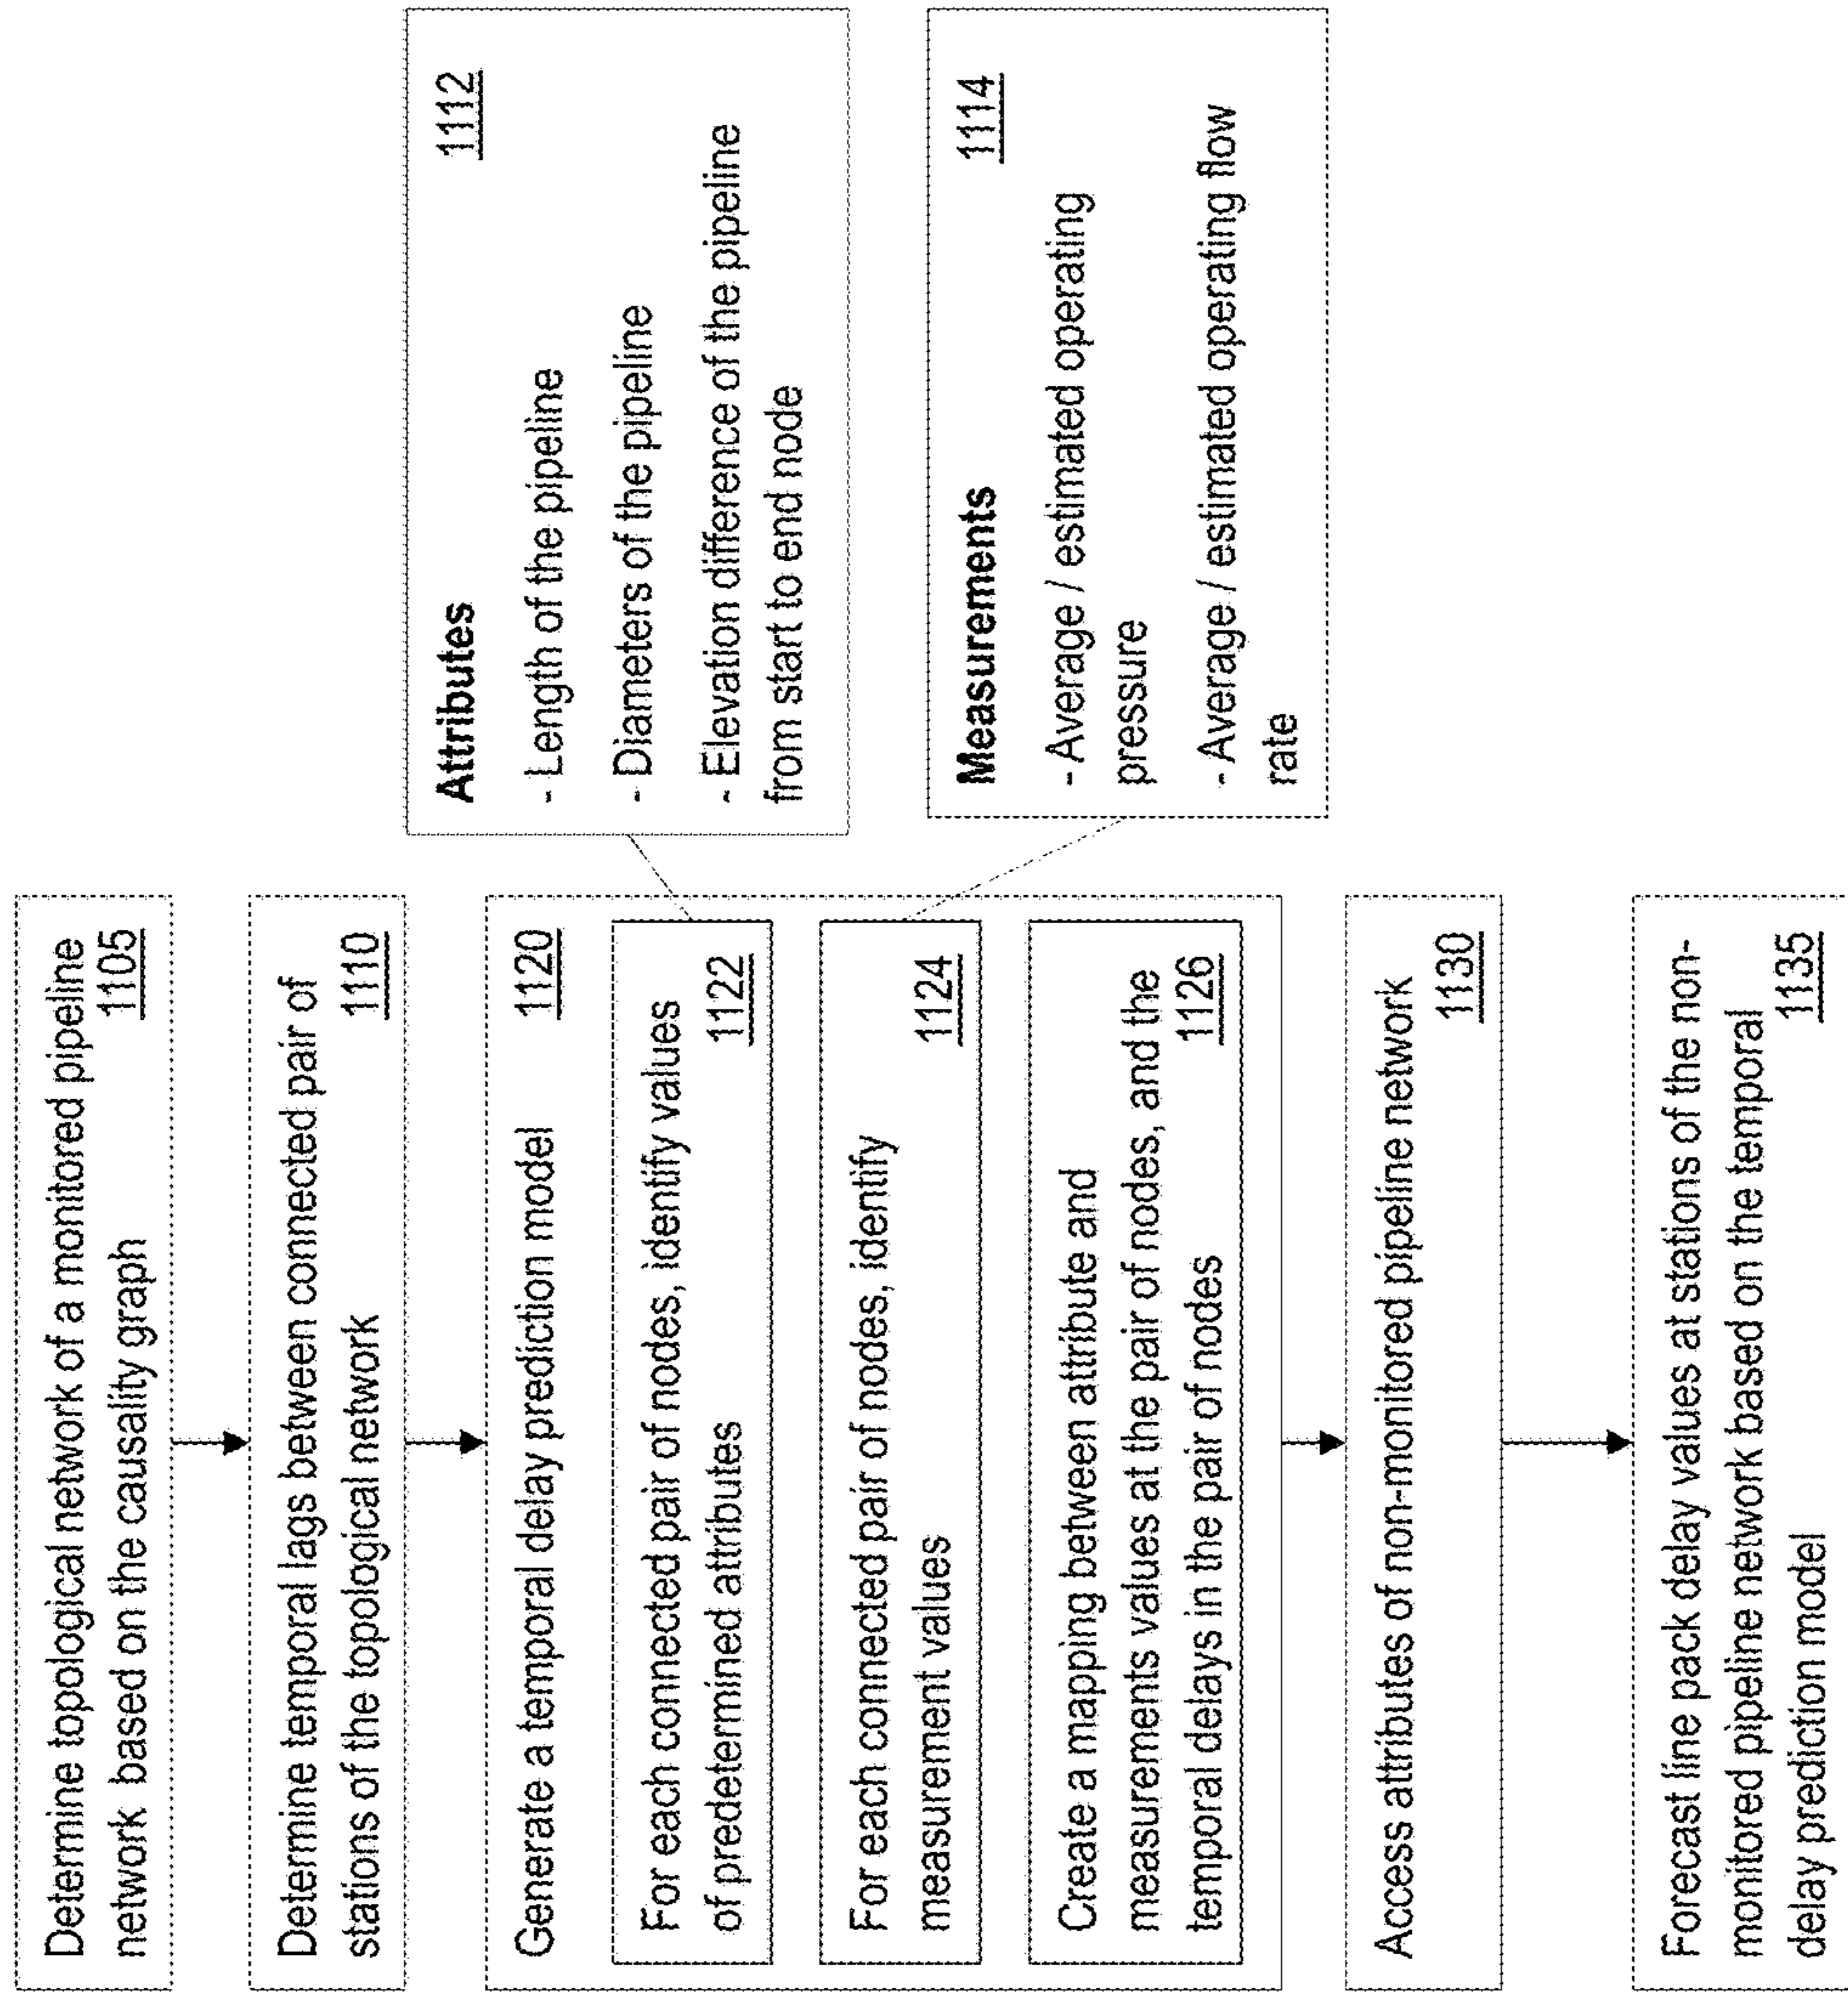 Determine topological network of a monitored pipeline
network based on the causality graph 1105
Determine temporal lags between connected pair of
stations of the topological network 1110
Generate a temporal delay prediction model 1120
For each connected pair of nodes, identify values
of predetermined attributes 1122
For each connected pair of nodes, identify
measurement values 1124
Create a mapping between attribute and
measurements values at the pair of nodes, and the
temporal delays in the pair of nodes 1126
Access attributes of non-monitored pipeline network
1130
Forecast line pack delay values at stations of the non-
monitored pipeline network based on the temporal
delay prediction model 1135
Attributes 1112
- Length of the pipeline
- Diameters of the pipeline
- Elevation difference of the pipeline
from start to end node
Measurements 1114
- Average / estimated operating
pressure
- Average / estimated operating flow
rate